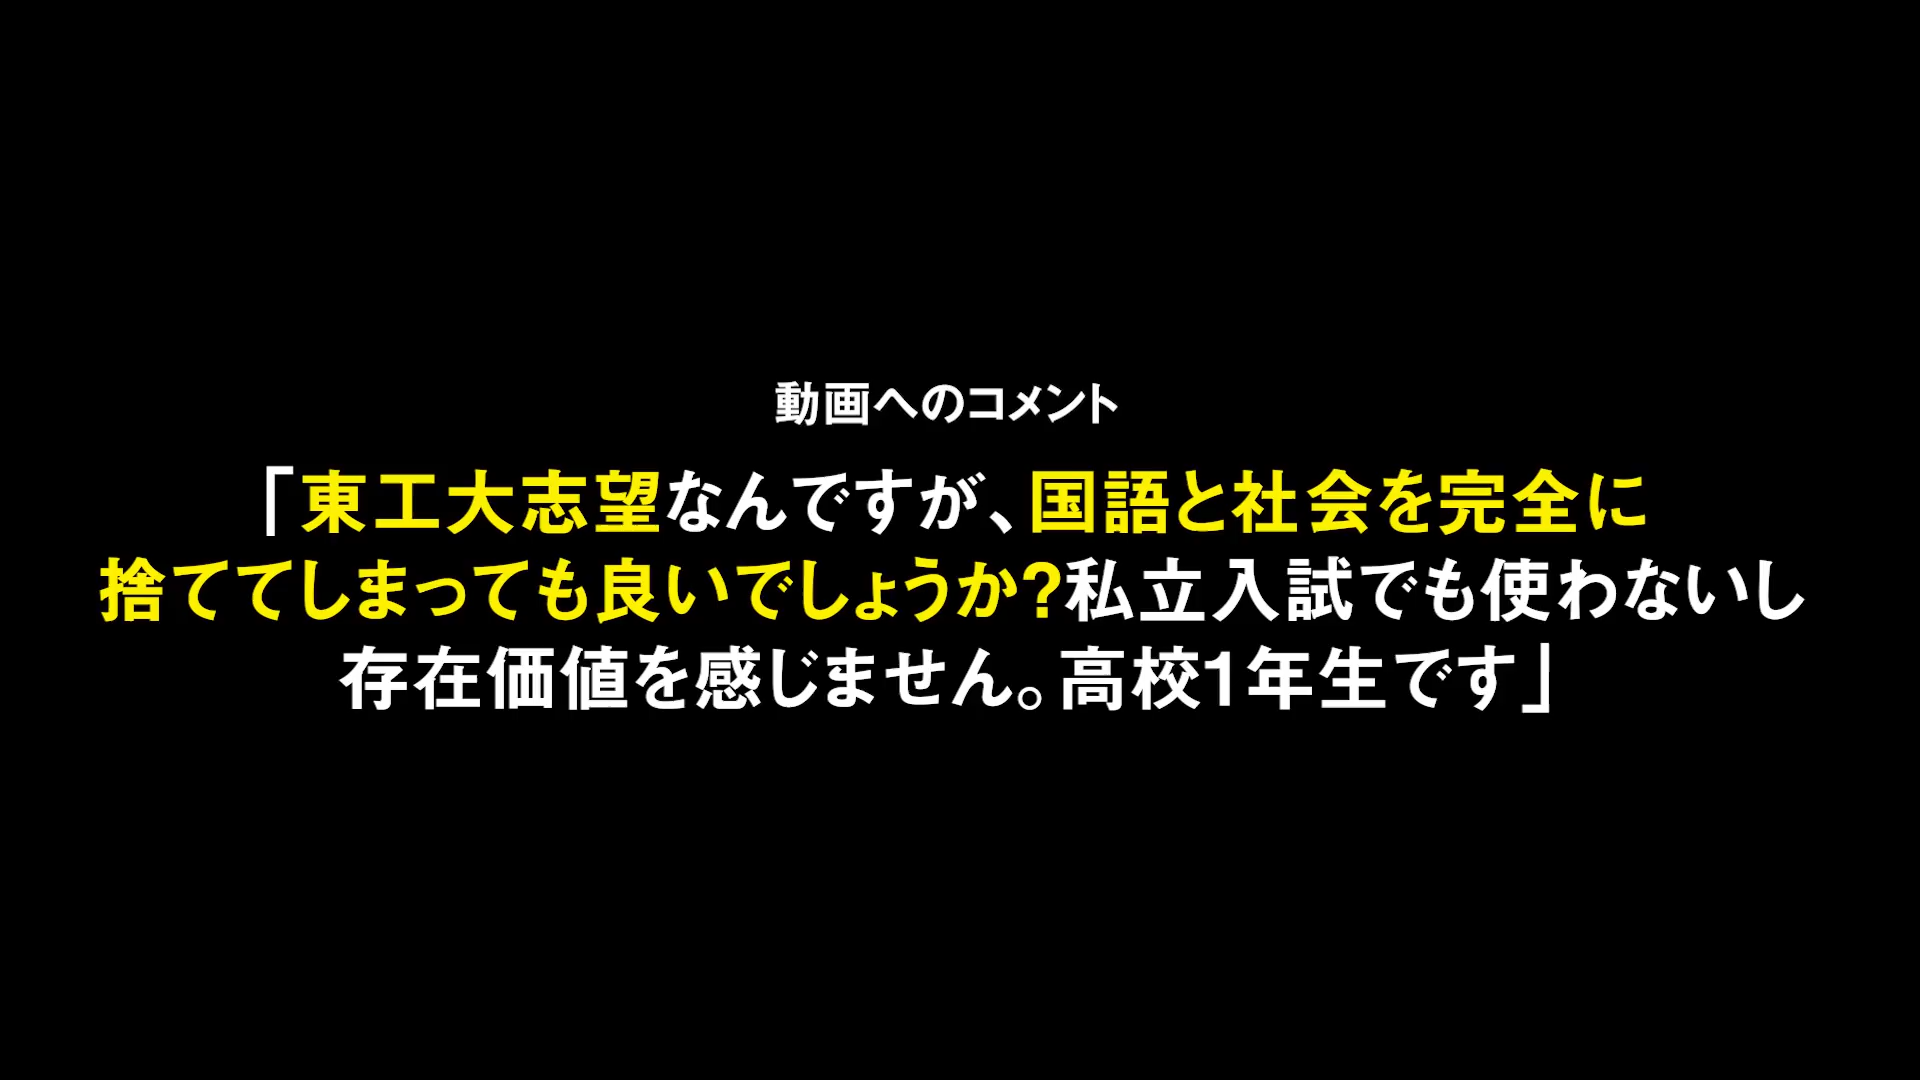 動画へのコメント
「東工大志望なんですが、国語と社会を完全に
捨ててしまっても良いでしょうか?私立入試でも使わないし
存在価値を感じません。高校1年生です」